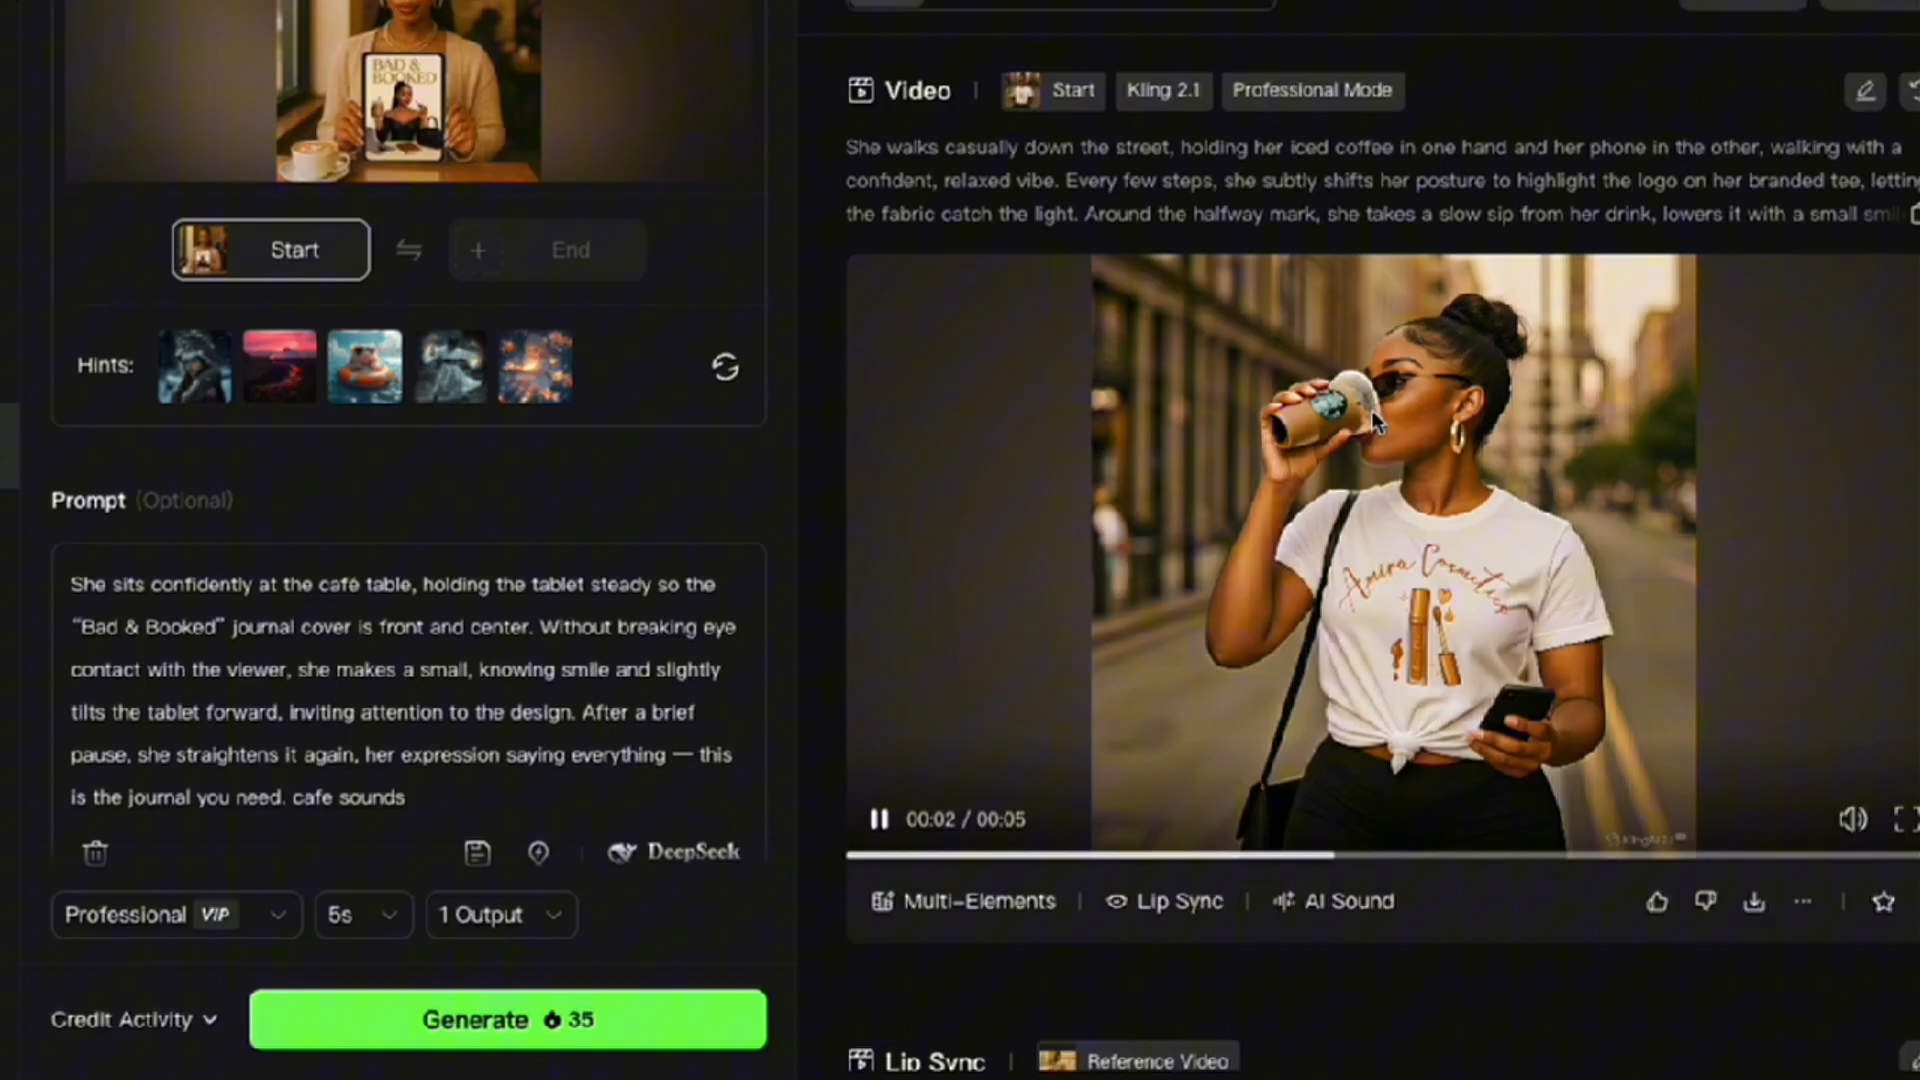 BAD &
BOOKED
Start
End
Hints:
Prompt (Optional)
She sits confidently at the café table, holding the tablet steady so the
“Bad & Booked” journal cover is front and center. Without breaking eye
contact with the viewer, she makes a small, knowing smile and slightly
tilts the tablet forward, inviting attention to the design. After a brief
pause, she straightens it again, her expression saying everything — this
is the journal you need. cafe sounds
DeepSeek
Professional VIP
5s
1 Output
Credit Activity
Generate 35
Video
Start
Kling 2.1
Professional Mode
She walks casually down the street, holding her iced coffee in one hand and her phone in the other, walking with a
confident, relaxed vibe. Every few steps, she subtly shifts her posture to highlight the logo on her branded tee, letting
the fabric catch the light. Around the halfway mark, she takes a slow sip from her drink, lowers it with a small smil
Amira Cosmetics
00:02 / 00:05
Multi-Elements
Lip Sync
AI Sound
Lip Sync
Reference Video